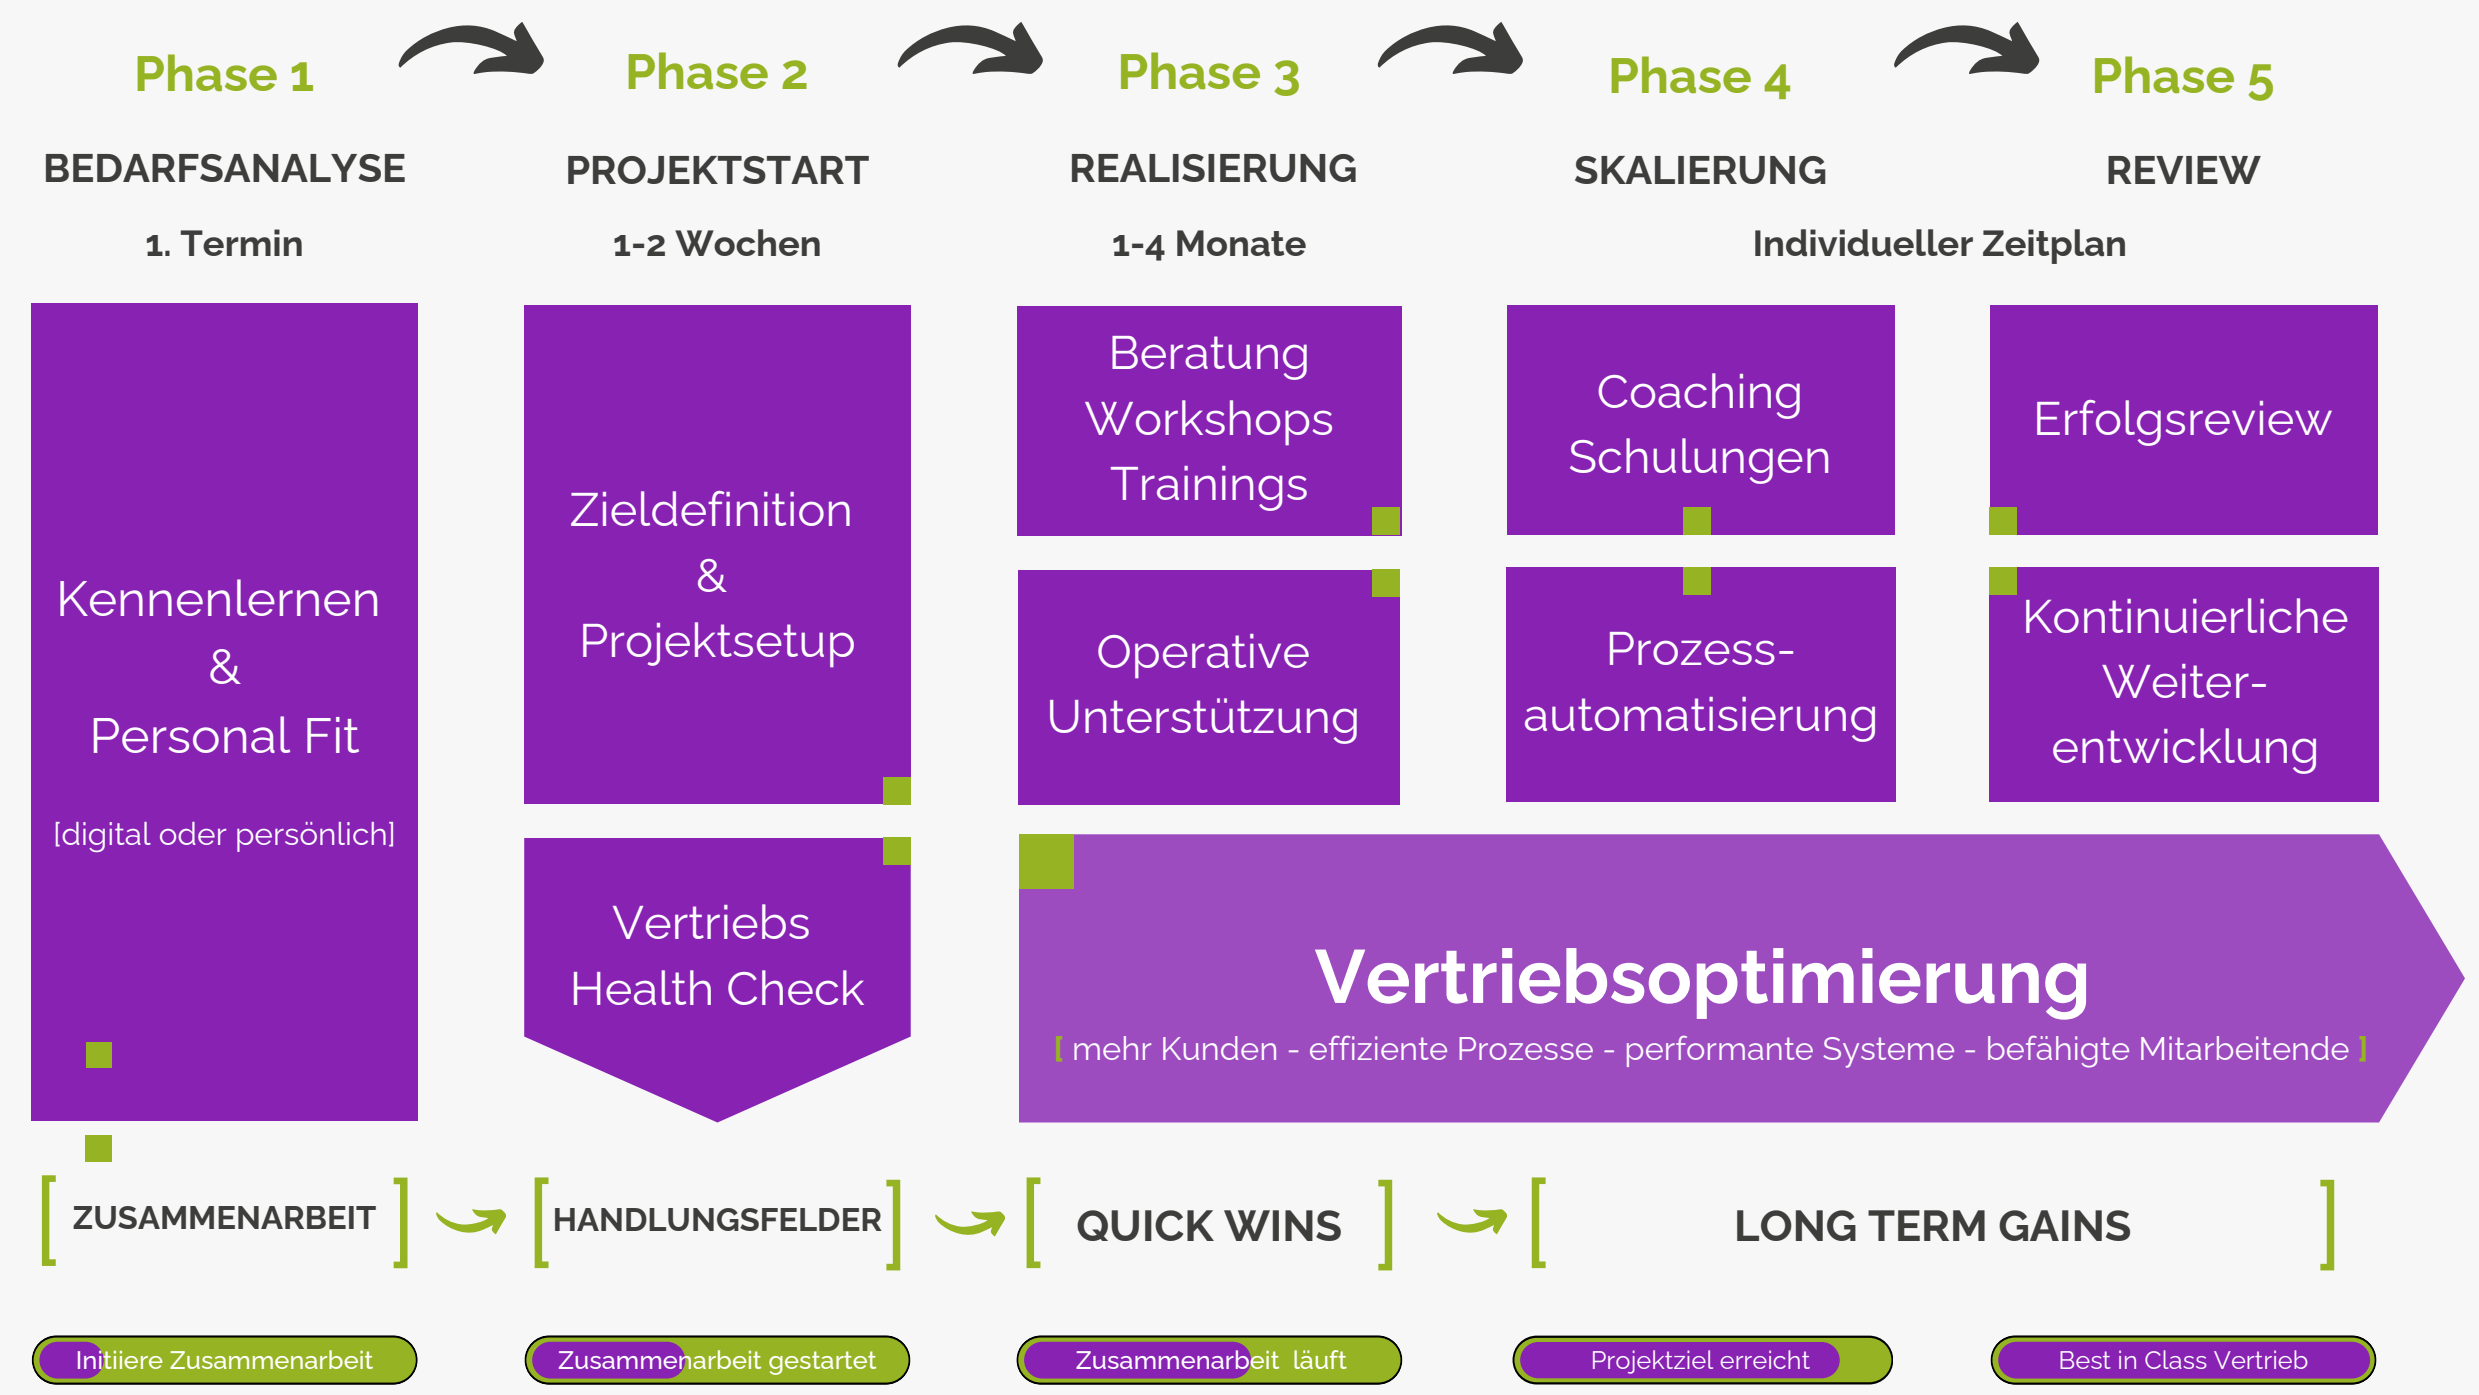 Phase 1
Phase 2
Phase 3
Phase 4
Phase 5
BEDARFSANALYSE
PROJEKTSTART
REALISIERUNG
SKALIERUNG
REVIEW
1. Termin
1-2 Wochen
1-4 Monate
Individueller Zeitplan
Kennenlernen
&
Personal Fit
[digital oder persönlich]
Zieldefinition
&
Projektsetup
Vertriebs
Health Check
Beratung
Workshops
Trainings
Operative
Unterstützung
Coaching
Schulungen
Prozess-
automatisierung
Erfolgsreview
Kontinuierliche
Weiter-
entwicklung
Vertriebsoptimierung
[ mehr Kunden - effiziente Prozesse - performante Systeme - befähigte Mitarbeitende ]
[ ZUSAMMENARBEIT ]
[ HANDLUNGSFELDER ]
[ QUICK WINS ]
[ LONG TERM GAINS ]
Initiiere Zusammenarbeit
Zusammenarbeit gestartet
Zusammenarbeit läuft
Projektziel erreicht
Best in Class Vertrieb